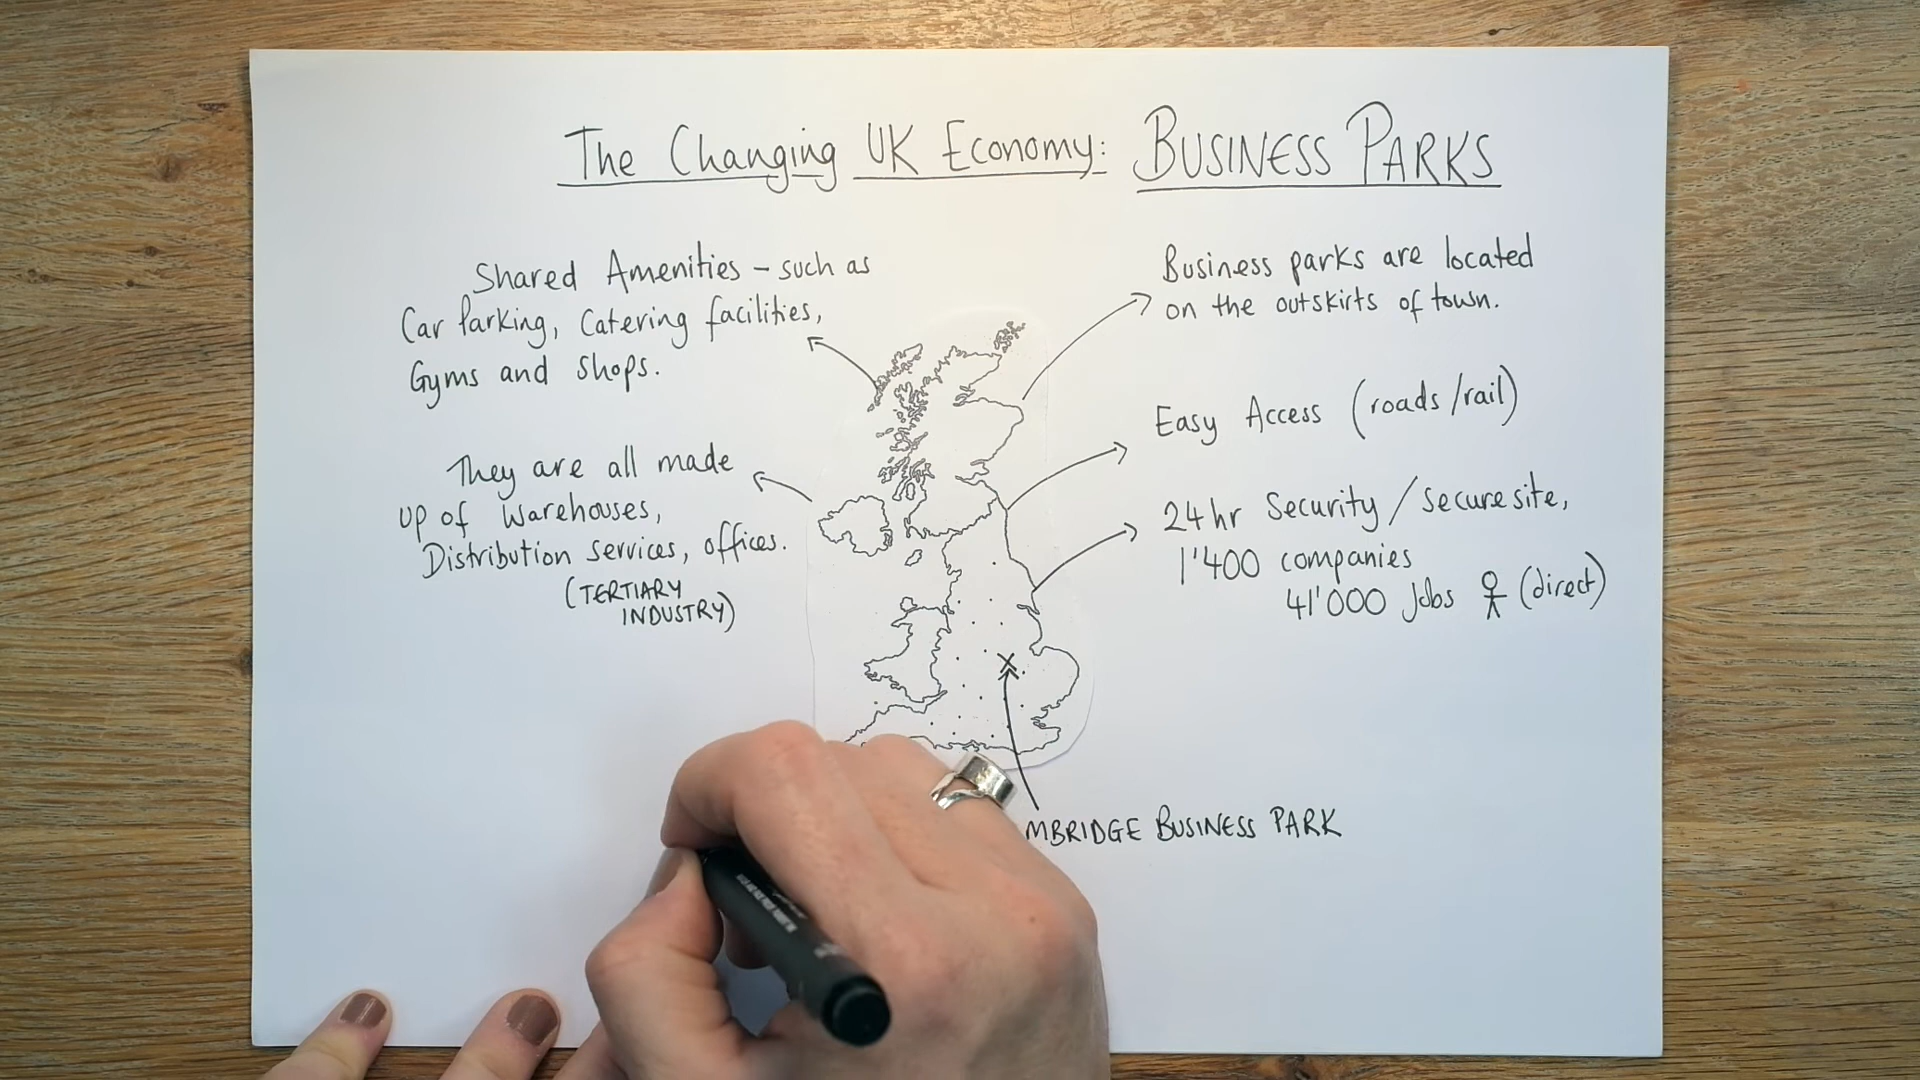 The Changing UK Economy: BUSINESS PARKS
Shared Amenities - such as
Car Parking, Catering facilities,
Gyms and Shops.
They are all made
up of Warehouses,
Distribution services, offices.
(TERTIARY
INDUSTRY)
Business parks are located
on the outskirts of town.
Easy Access (roads/rail)
24hr Security/secure site,
1'400 companies
41'000 Jobs (direct)
MBRIDGE BUSINESS PARK